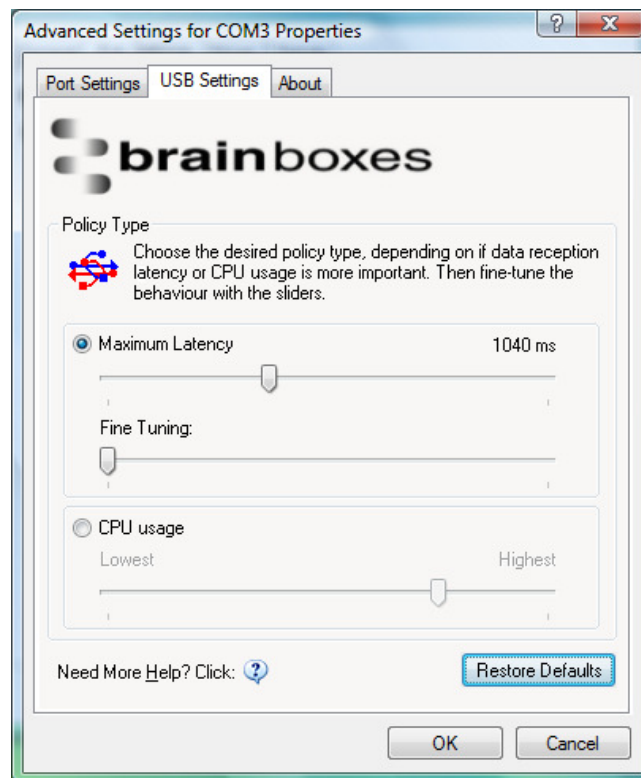 Advanced Settings for COM3 Properties
Port Settings
USB Settings
About
brainboxes
Policy Type
Choose the desired policy type, depending on if data reception
latency or CPU usage is more important. Then fine-tune the
behaviour with the sliders.
Maximum Latency
1040 ms
Fine Tuning:
CPU usage
Lowest
Highest
Need More Help? Click:
Restore Defaults
OK
Cancel